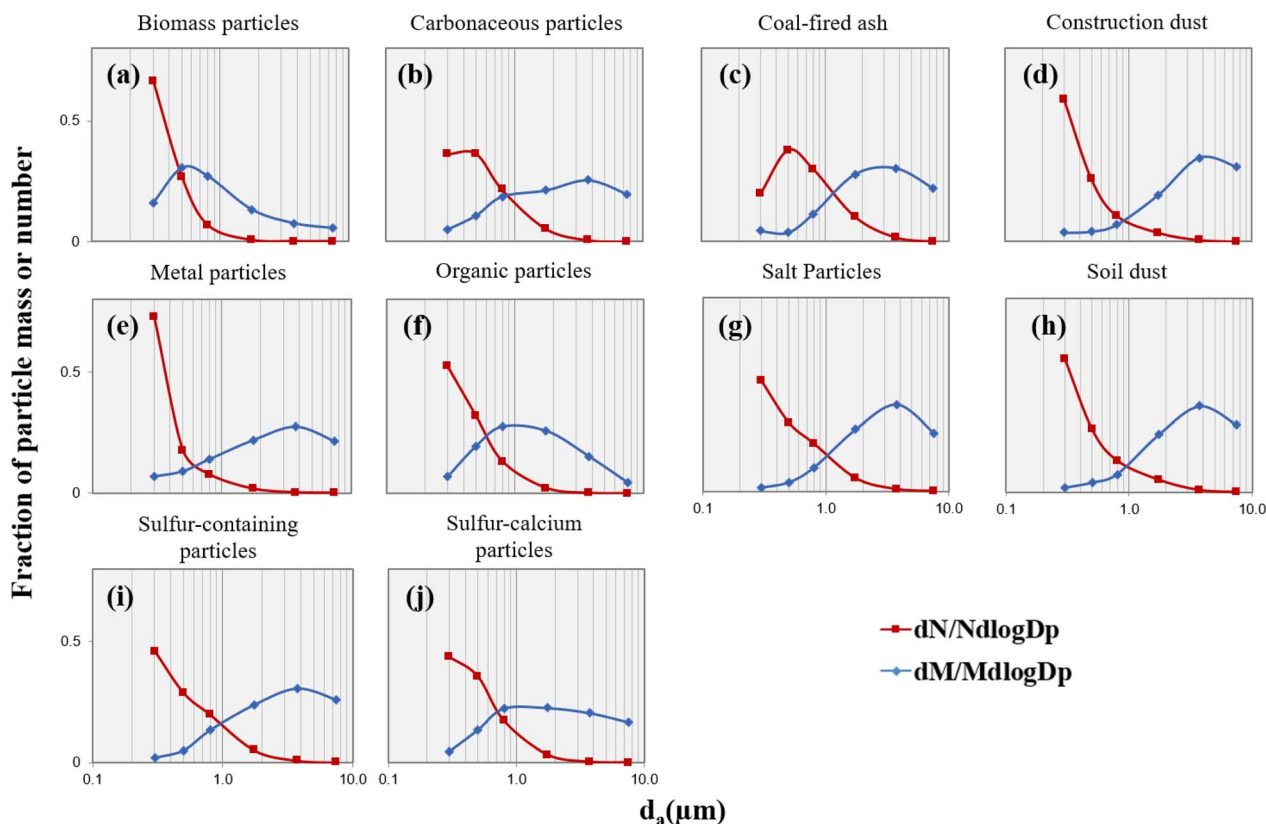 Biomass particles
Carbonaceous particles
Coal-fired ash
Construction dust
(a)
(b)
(c)
(d)
0.5
0
Metal particles
Organic particles
Salt Particles
Soil dust
(e)
(f)
(g)
(h)
0.5
0
0.1
1.0
10.0
0.1
1.0
10.0
Sulfur-containing
particles
Sulfur-calcium
particles
(i)
(j)
0.5
0
0.1
1.0
10.0
0.1
1.0
10.0
dN/NdlogDp
dM/MdlogDp
Fraction of particle mass or number
da(μm)